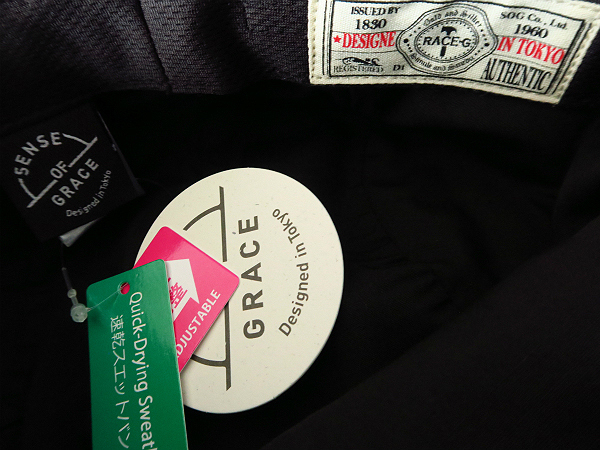 ISSUED BY
1830
SOG Co., Ltd.
1960
★DESIGNE
RACE-G
IN TOKYO
REGISTERED
AUTHENTIC
SENSE
OF
GRACE
Designed in Tokyo
OF
GRACE
Designed in Tokyo
ADJUSTABLE
Quick-Drying Sweat
速乾スエットバン